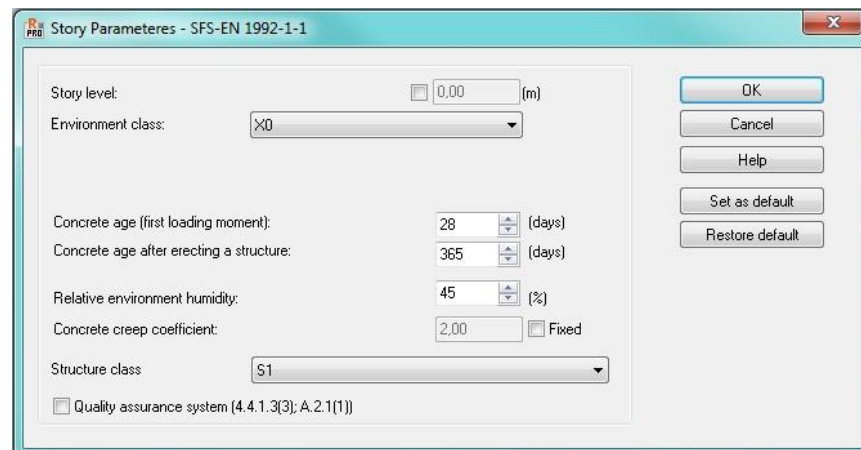 R PRO Story Parameteres - SFS-EN 1992-1-1 X
Story level: 0,00 (m)
Environment class: X0
Concrete age (first loading moment): 28 (days)
Concrete age after erecting a structure: 365 (days)
Relative environment humidity: 45 (%)
Concrete creep coefficient: 2,00 Fixed
Structure class S1
Quality assurance system (4.4.1.3(3); A.2.1(1))
OK
Cancel
Help
Set as default
Restore default